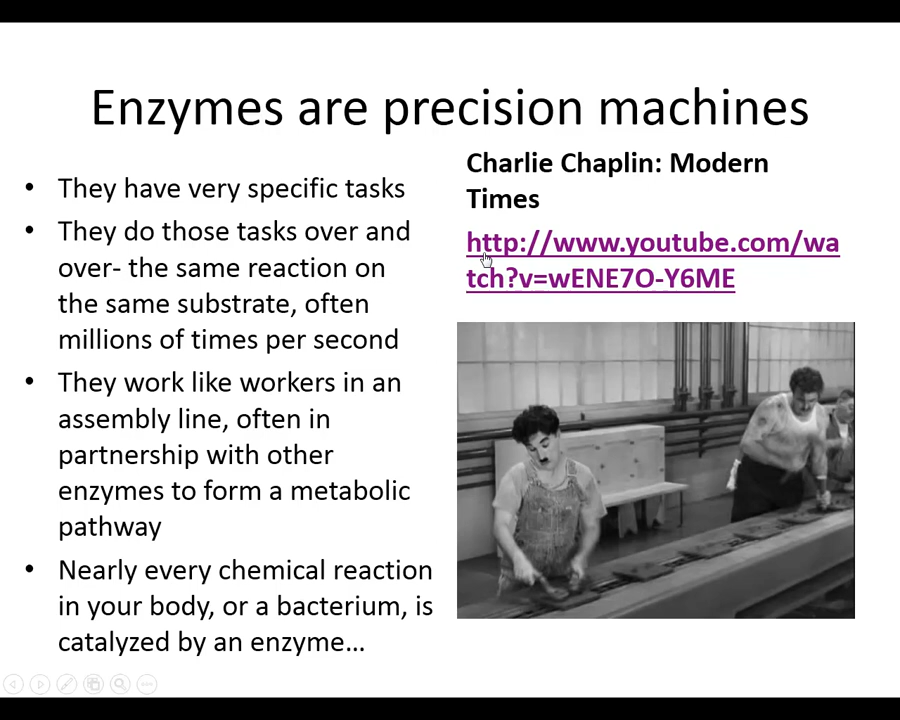 Enzymes are precision machines
• They have very specific tasks
• They do those tasks over and
over- the same reaction on
the same substrate, often
millions of times per second
• They work like workers in an
assembly line, often in
partnership with other
enzymes to form a metabolic
pathway
• Nearly every chemical reaction
in your body, or a bacterium, is
catalyzed by an enzyme…
Charlie Chaplin: Modern
Times
http://www.youtube.com/wa
tch?v=wENE7O-Y6ME